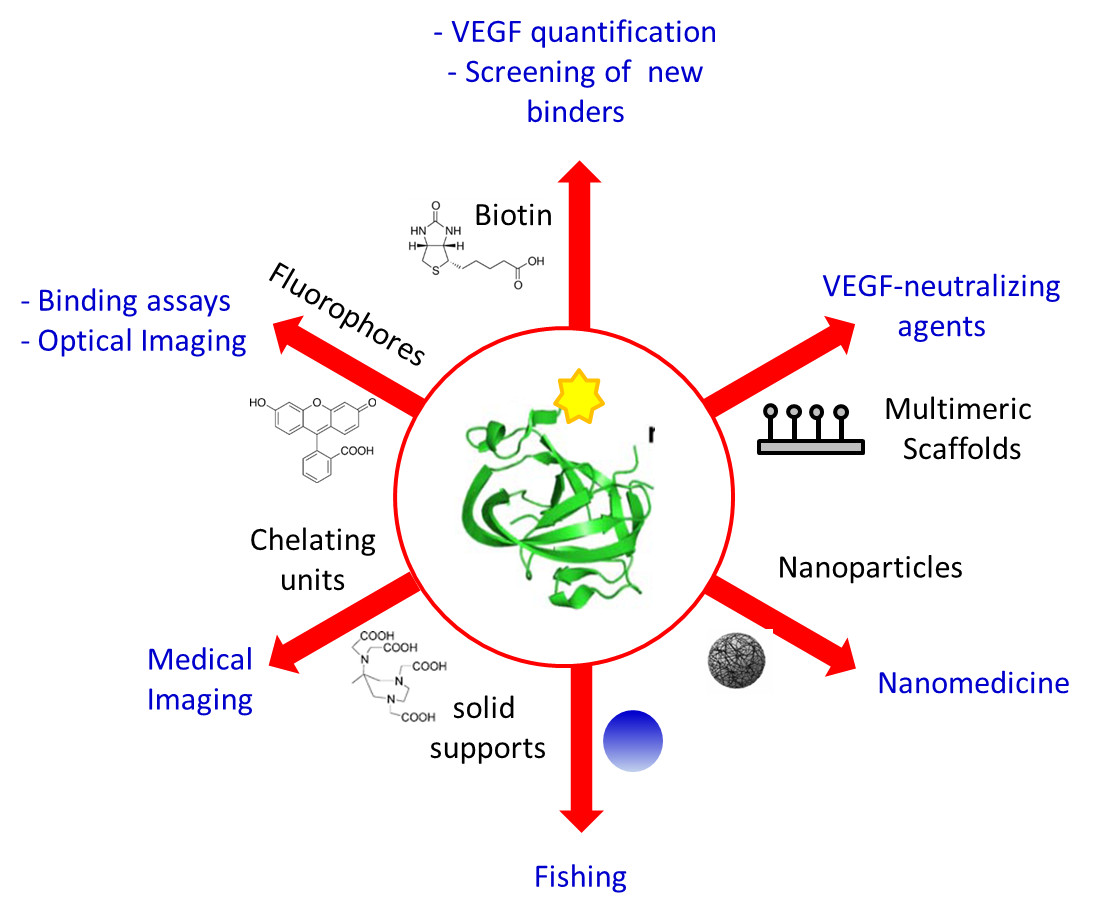 - VEGF quantification
- Screening of new
binders
Biotin
O
HN
NH
H
H
S
OH
O
Fluorophores
- Binding assays
- Optical Imaging
VEGF-neutralizing
agents
HO
O
O
COOH
Multimeric
Scaffolds
Chelating
units
Nanoparticles
Medical
Imaging
COOH
COOH
N
COOH
N
N
COOH
solid
supports
Nanomedicine
Fishing